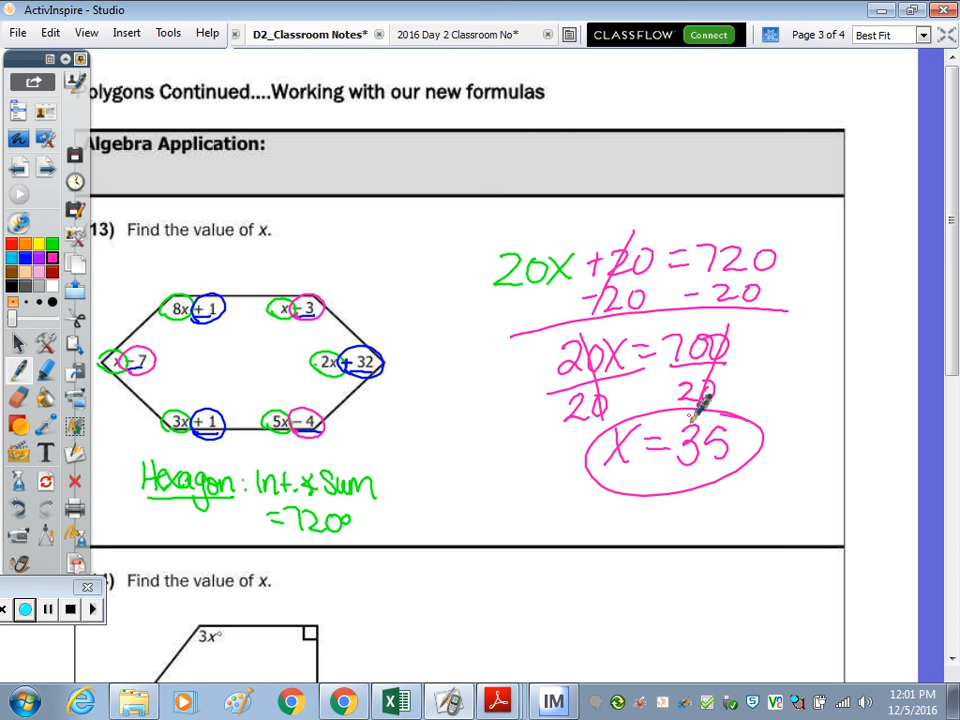 ActivInspire - Studio
File Edit View Insert Tools Help D2_Classroom Notes* 2016 Day 2 Classroom No* CLASSFLOW Connect Page 3 of 4 Best Fit
olygons Continued....Working with our new formulas
Algebra Application:
13) Find the value of x.
8x + 1 x - 3
x - 7 2x + 32
3x + 1 5x - 4
Hexagon: Int. ∡ Sum
= 720°
20x + 20 = 720
-20 - 20
20x = 700
20 20
x = 35
) Find the value of x.
3x°
IM
12:01 PM
12/5/2016